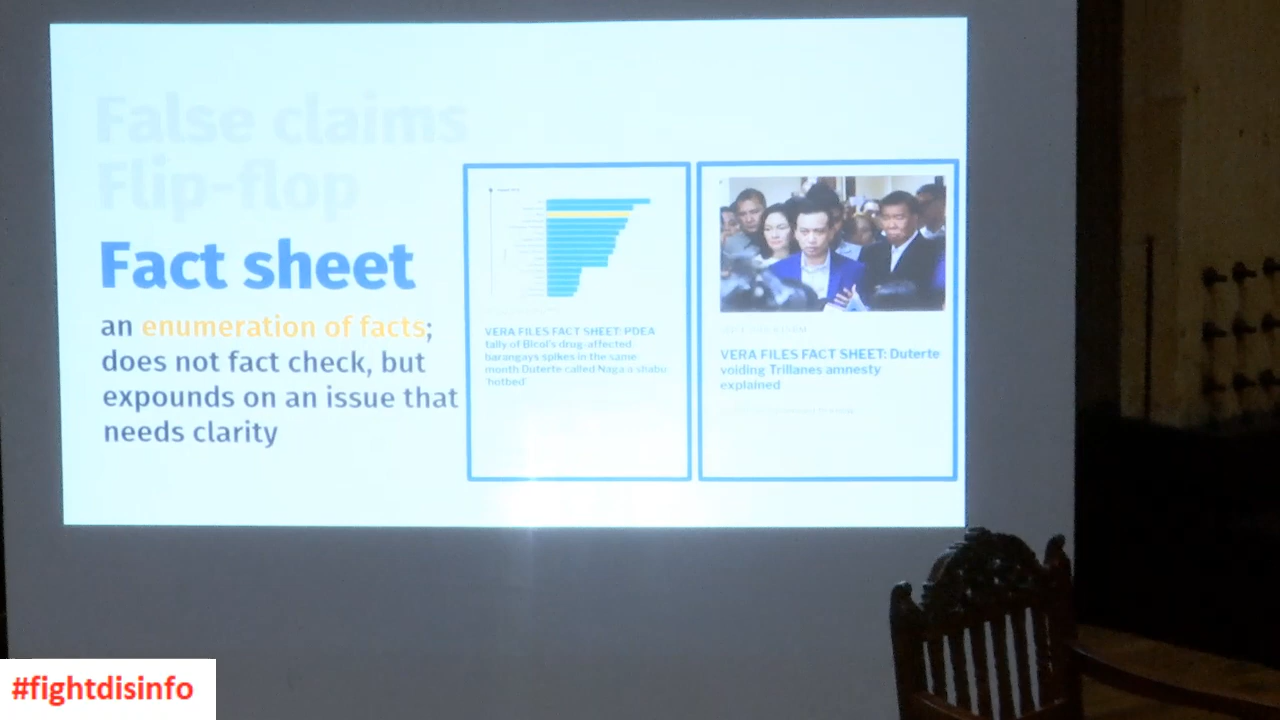 False claims
Flip-flop
Fact sheet
an enumeration of facts;
does not fact check, but
expounds on an issue that
needs clarity
VERA FILES FACT SHEET: PDEA
tally of Bicol's drug-affected
barangays spikes in the same
month Duterte called Naga a shabu
'hotbed'
VERA FILES FACT SHEET: Duterte
voiding Trillanes amnesty
explained
#fightdisinfo